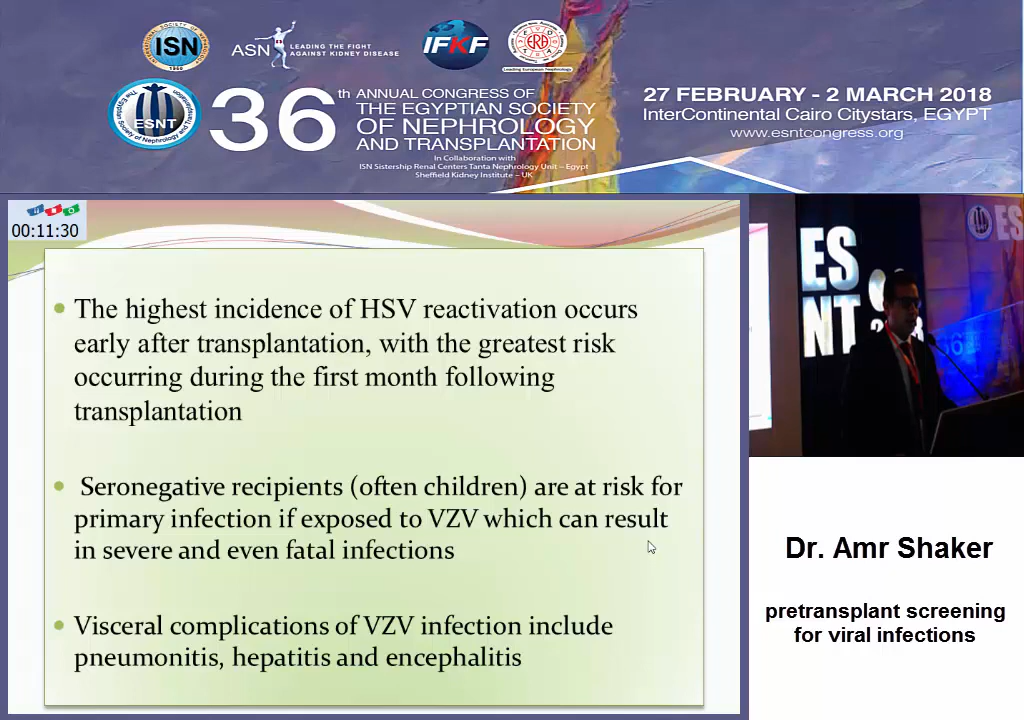 ISN
1960
ASN
LEADING THE FIGHT
AGAINST KIDNEY DISEASE
IFKF
ERA
Leading European Nephrology
ESNT
36th
ANNUAL CONGRESS OF
THE EGYPTIAN SOCIETY
OF NEPHROLOGY
AND TRANSPLANTATION
In Collaboration with
ISN Sistership Renal Centers Tanta Nephrology Unit – Egypt
Sheffield Kidney Institute – UK
27 FEBRUARY - 2 MARCH 2018
InterContinental Cairo Citystars, EGYPT
www.esntcongress.org
00:11:30
The highest incidence of HSV reactivation occurs
early after transplantation, with the greatest risk
occurring during the first month following
transplantation
Seronegative recipients (often children) are at risk for
primary infection if exposed to VZV which can result
in severe and even fatal infections
Visceral complications of VZV infection include
pneumonitis, hepatitis and encephalitis
ES
NT
ES
Dr. Amr Shaker
pretransplant screening
for viral infections